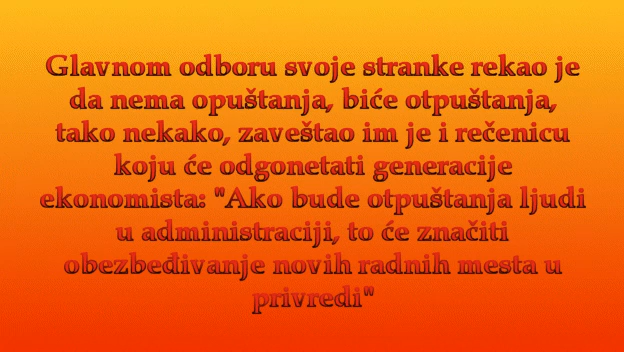 Glavnom odboru svoje stranke rekao je
da nema opuštanja, biće otpuštanja,
tako nekako, zaveštao im je i rečenicu
koju će odgonetati generacije
ekonomista: "Ako bude otpuštanja ljudi
u administraciji, to će značiti
obezbeđivanje novih radnih mesta u
privredi"